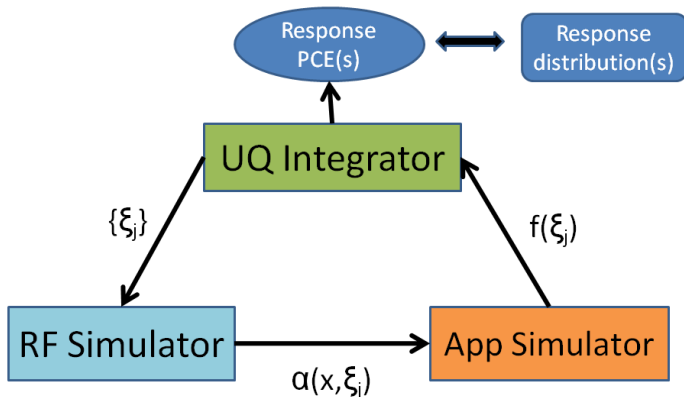 Response
PCE(s)
Response
distribution(s)
UQ Integrator
{ξj}
f(ξj)
RF Simulator
App Simulator
α(x,ξj)